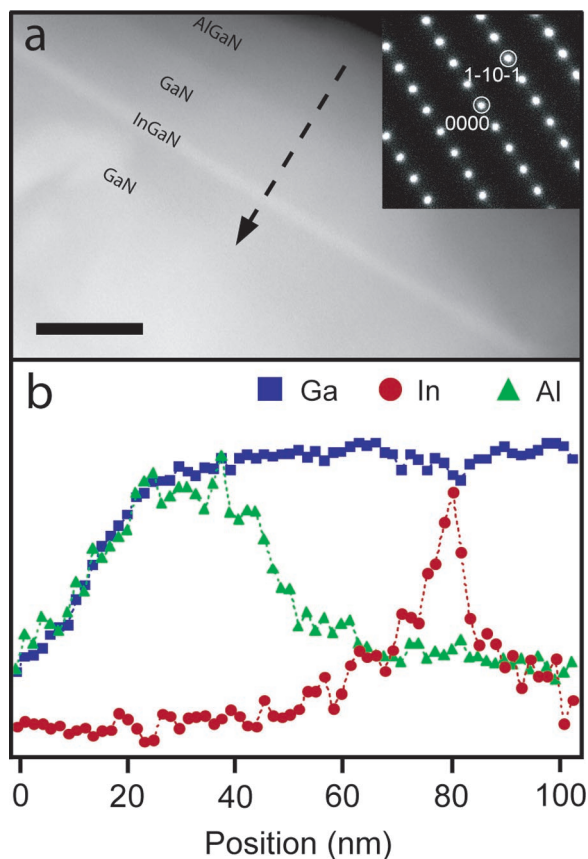 a
AlGaN
GaN
InGaN
GaN
1-10-1
0000
b
Ga In Al
0 20 40 60 80 100
Position (nm)